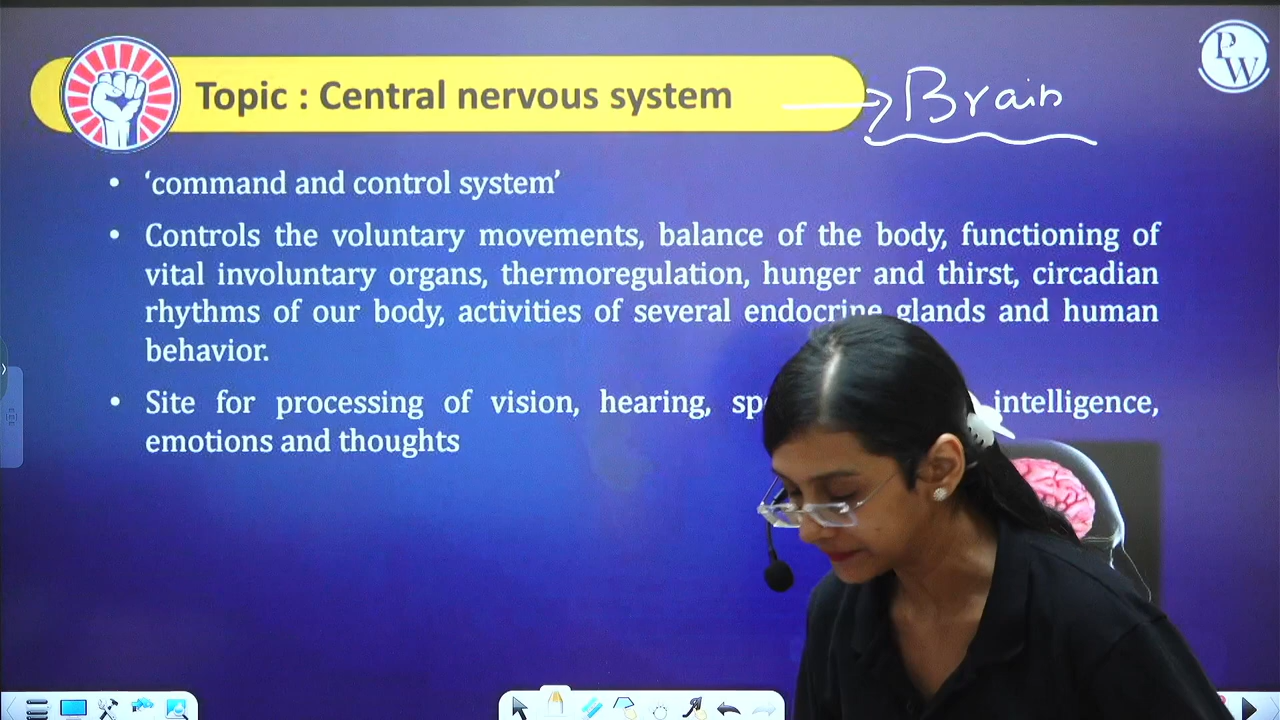 PW
Topic : Central nervous system
Brain
• ‘command and control system’
• Controls the voluntary movements, balance of the body, functioning of
vital involuntary organs, thermoregulation, hunger and thirst, circadian
rhythms of our body, activities of several endocrine glands and human
behavior.
• Site for processing of vision, hearing, intelligence,
emotions and thoughts